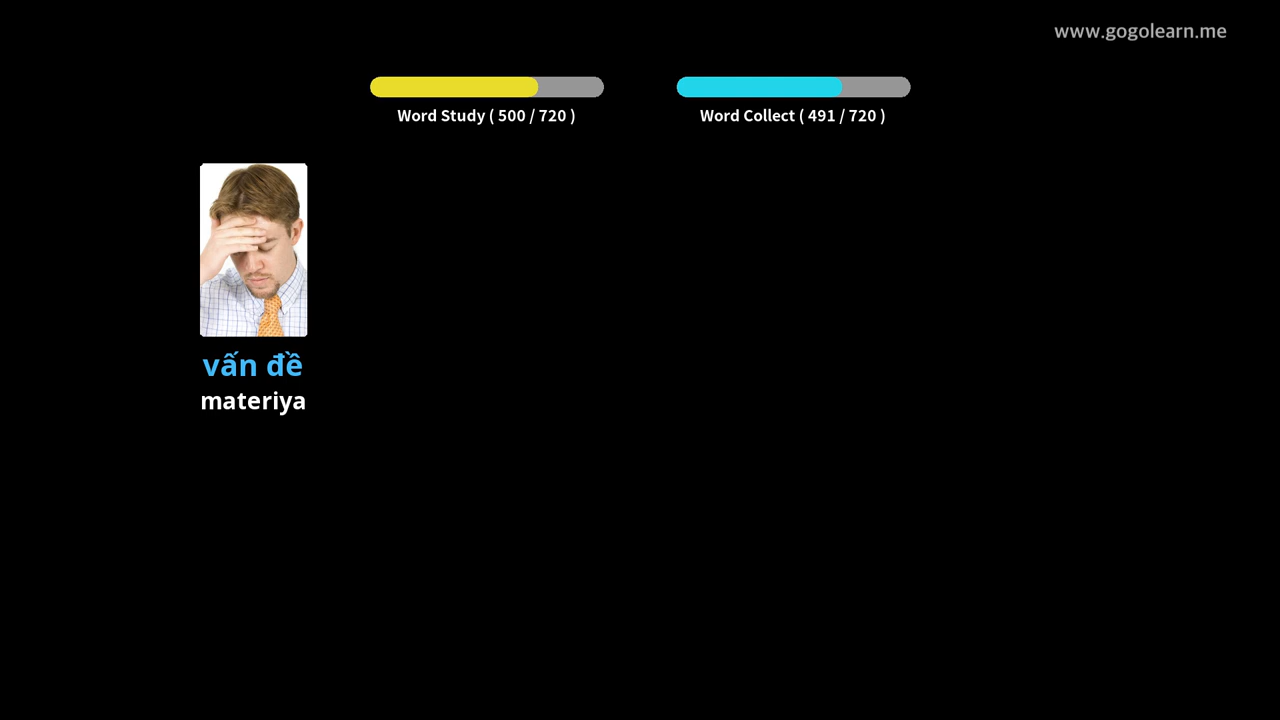 www.gogolearn.me
Word Study ( 500 / 720 )
Word Collect ( 491 / 720 )
vấn đề
materiya